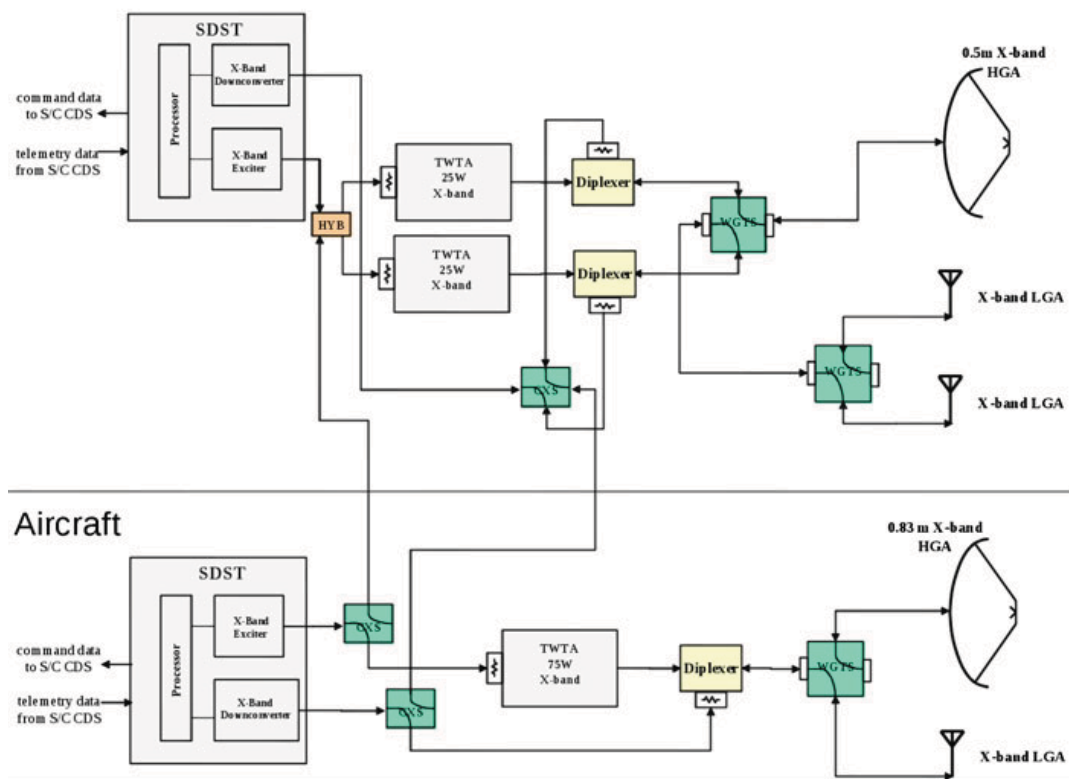 SDST
Processor
X-Band
Downconverter
X-Band
Exciter
command data
to S/C CDS
telemetry data
from S/C CDS
HYB
TWTA
25W
X-band
TWTA
25W
X-band
Diplexer
Diplexer
WGTS
CXS
0.5m X-band
HGA
X-band LGA
WGTS
X-band LGA
Aircraft
SDST
Processor
X-Band
Exciter
X-Band
Downconverter
command data
to S/C CDS
telemetry data
from S/C CDS
CXS
CXS
TWTA
75W
X-band
Diplexer
WGTS
0.83 m X-band
HGA
X-band LGA